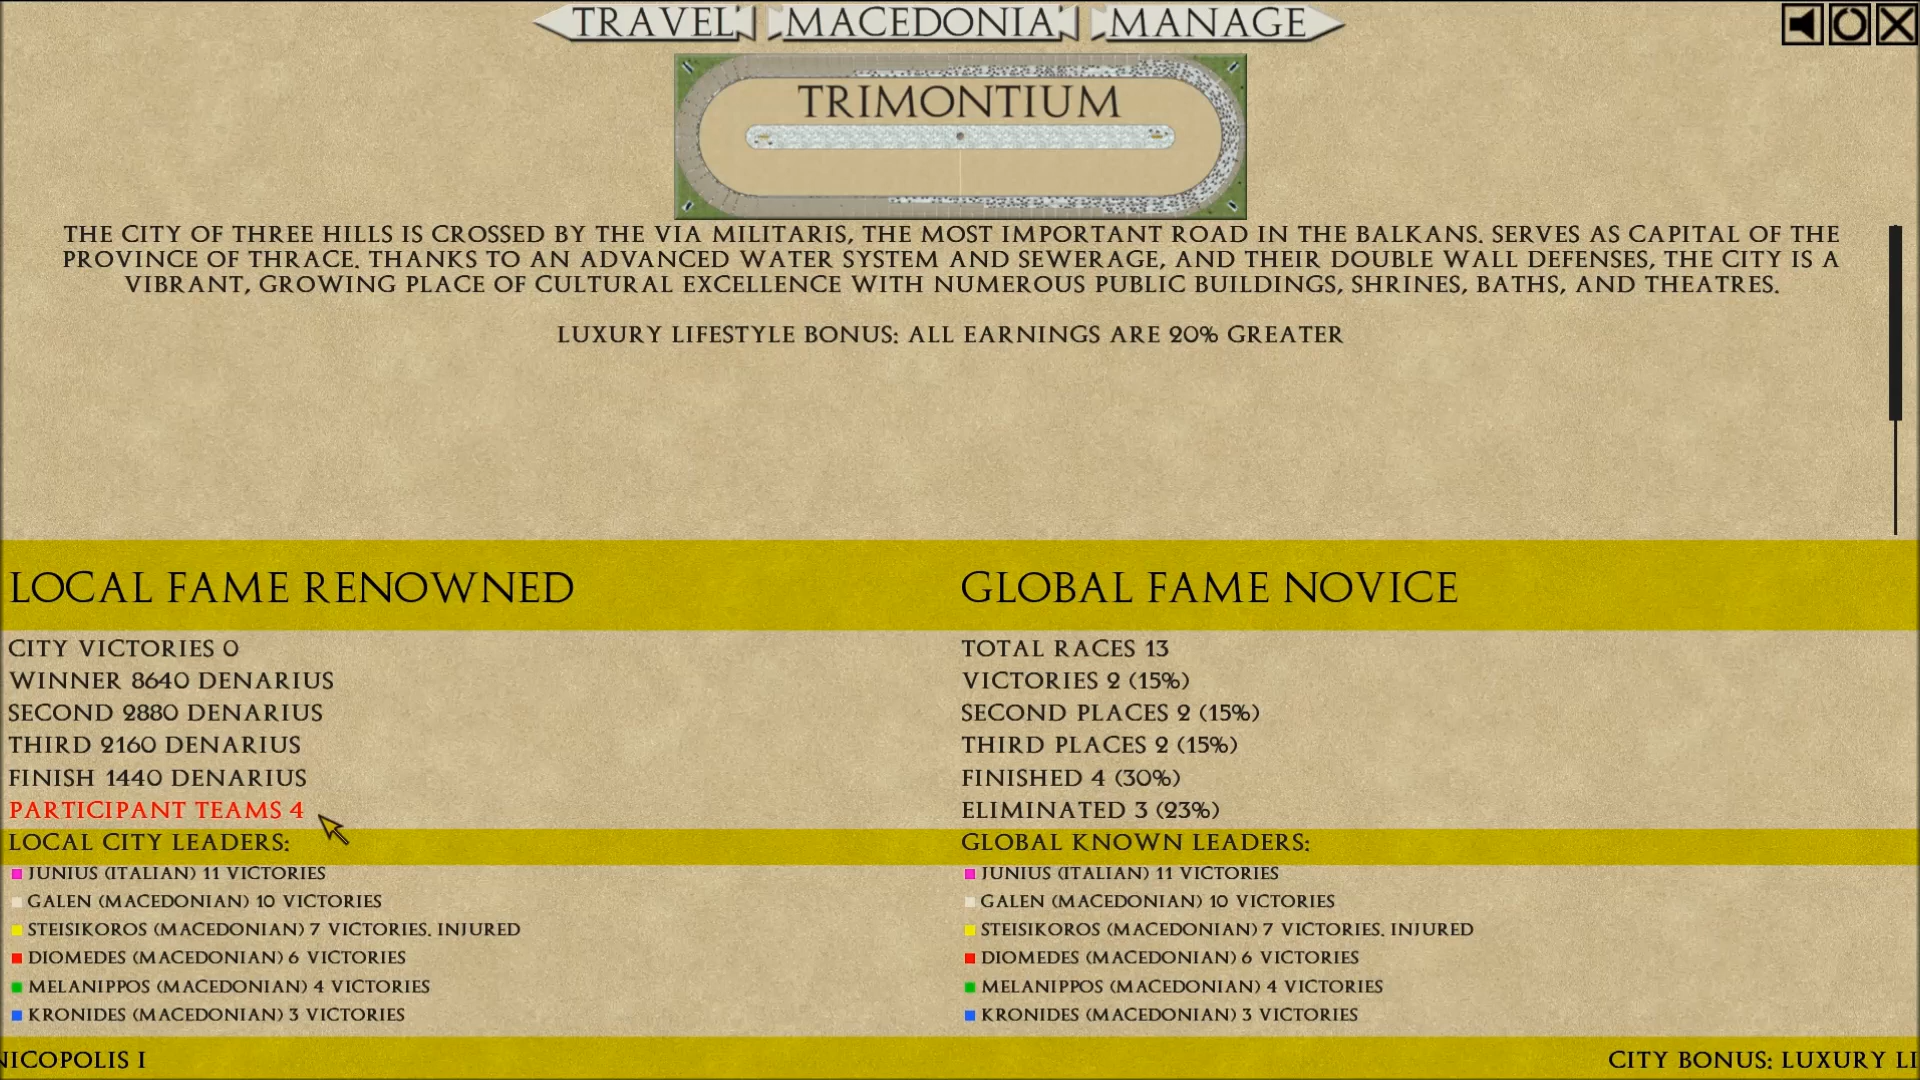 TRAVEL MACEDONIA MANAGE
TRIMONTIUM
THE CITY OF THREE HILLS IS CROSSED BY THE VIA MILITARIS, THE MOST IMPORTANT ROAD IN THE BALKANS. SERVES AS CAPITAL OF THE
PROVINCE OF THRACE. THANKS TO AN ADVANCED WATER SYSTEM AND SEWERAGE, AND THEIR DOUBLE WALL DEFENSES, THE CITY IS A
VIBRANT, GROWING PLACE OF CULTURAL EXCELLENCE WITH NUMEROUS PUBLIC BUILDINGS, SHRINES, BATHS, AND THEATRES.
LUXURY LIFESTYLE BONUS: ALL EARNINGS ARE 20% GREATER
LOCAL FAME RENOWNED
CITY VICTORIES 0
WINNER 8640 DENARIUS
SECOND 2880 DENARIUS
THIRD 2160 DENARIUS
FINISH 1440 DENARIUS
PARTICIPANT TEAMS 4
LOCAL CITY LEADERS:
JUNIUS (ITALIAN) 11 VICTORIES
GALEN (MACEDONIAN) 10 VICTORIES
STEISIKOROS (MACEDONIAN) 7 VICTORIES. INJURED
DIOMEDES (MACEDONIAN) 6 VICTORIES
MELANIPPOS (MACEDONIAN) 4 VICTORIES
KRONIDES (MACEDONIAN) 3 VICTORIES
GLOBAL FAME NOVICE
TOTAL RACES 13
VICTORIES 2 (15%)
SECOND PLACES 2 (15%)
THIRD PLACES 2 (15%)
FINISHED 4 (30%)
ELIMINATED 3 (23%)
GLOBAL KNOWN LEADERS:
JUNIUS (ITALIAN) 11 VICTORIES
GALEN (MACEDONIAN) 10 VICTORIES
STEISIKOROS (MACEDONIAN) 7 VICTORIES. INJURED
DIOMEDES (MACEDONIAN) 6 VICTORIES
MELANIPPOS (MACEDONIAN) 4 VICTORIES
KRONIDES (MACEDONIAN) 3 VICTORIES
NICOPOLIS I
CITY BONUS: LUXURY LI